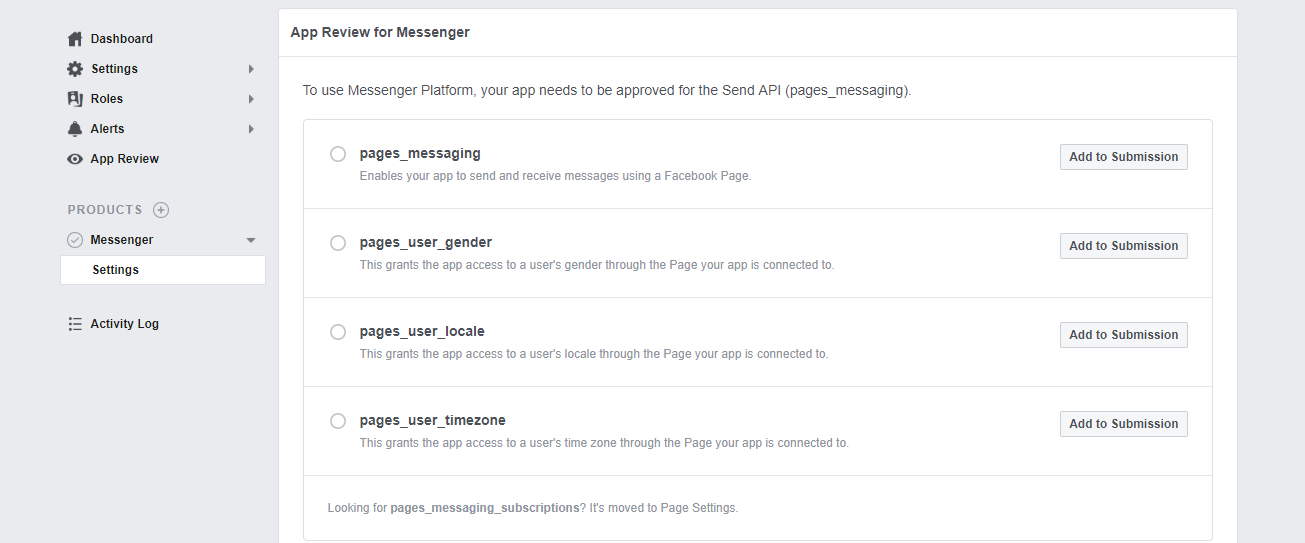 Dashboard
Settings
Roles
Alerts
App Review
PRODUCTS
Messenger
Settings
Activity Log
App Review for Messenger
To use Messenger Platform, your app needs to be approved for the Send API (pages_messaging).
pages_messaging
Enables your app to send and receive messages using a Facebook Page.
Add to Submission
pages_user_gender
This grants the app access to a user's gender through the Page your app is connected to.
Add to Submission
pages_user_locale
This grants the app access to a user's locale through the Page your app is connected to.
Add to Submission
pages_user_timezone
This grants the app access to a user's time zone through the Page your app is connected to.
Add to Submission
Looking for pages_messaging_subscriptions? It's moved to Page Settings.